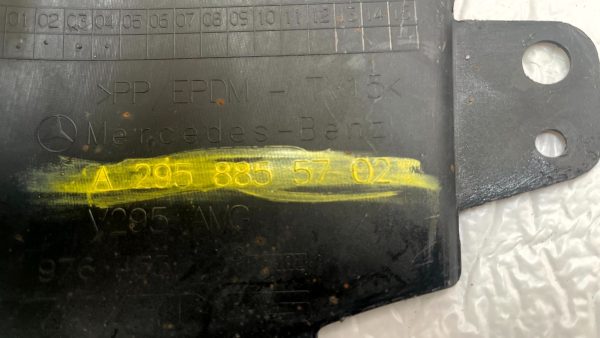 01 02 03 04 05 06 07 08 09 10 11 12 13 14 15
>PP EPDM - TV15<
Mercedes-Benz
A 295 885 57 02
V295 AMG
976